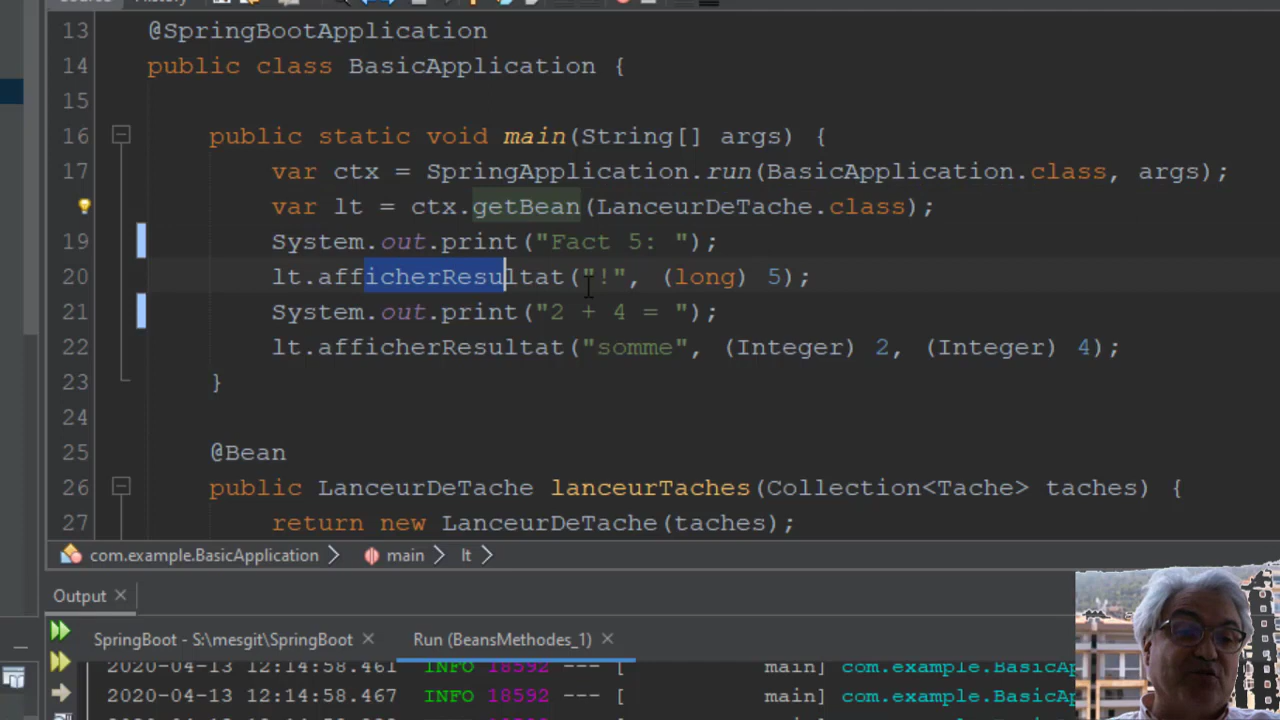 Source History
13 @SpringBootApplication
14 public class BasicApplication {
15
16 public static void main(String[] args) {
17 var ctx = SpringApplication.run(BasicApplication.class, args);
var lt = ctx.getBean(LanceurDeTache.class);
19 System.out.print("Fact 5: ");
20 lt.afficherResultat("!", (long) 5);
21 System.out.print("2 + 4 = ");
22 lt.afficherResultat("somme", (Integer) 2, (Integer) 4);
23 }
24
25 @Bean
26 public LanceurDeTache lanceurTaches(Collection<Tache> taches) {
27 return new LanceurDeTache(taches);
com.example.BasicApplication main lt
Output
SpringBoot - S:\mesgit\SpringBoot Run (BeansMethodes_1)
2020-04-13 12:14:58.461 INFO 18592 --- [ main] com.example.BasicAp
2020-04-13 12:14:58.467 INFO 18592 --- [ main] com.example.BasicAp